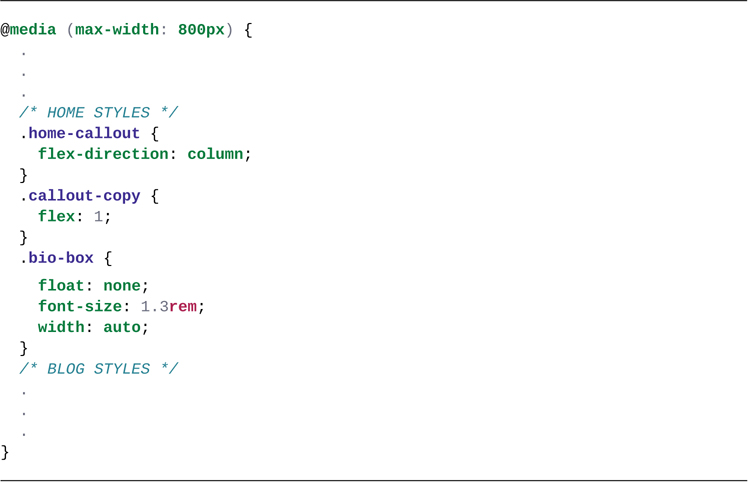 @media (max-width: 800px) {
  .
  .
  .
  /* HOME STYLES */
  .home-callout {
    flex-direction: column;
  }
  .callout-copy {
    flex: 1;
  }
  .bio-box {
    float: none;
    font-size: 1.3rem;
    width: auto;
  }
  /* BLOG STYLES */
  .
  .
  .
}